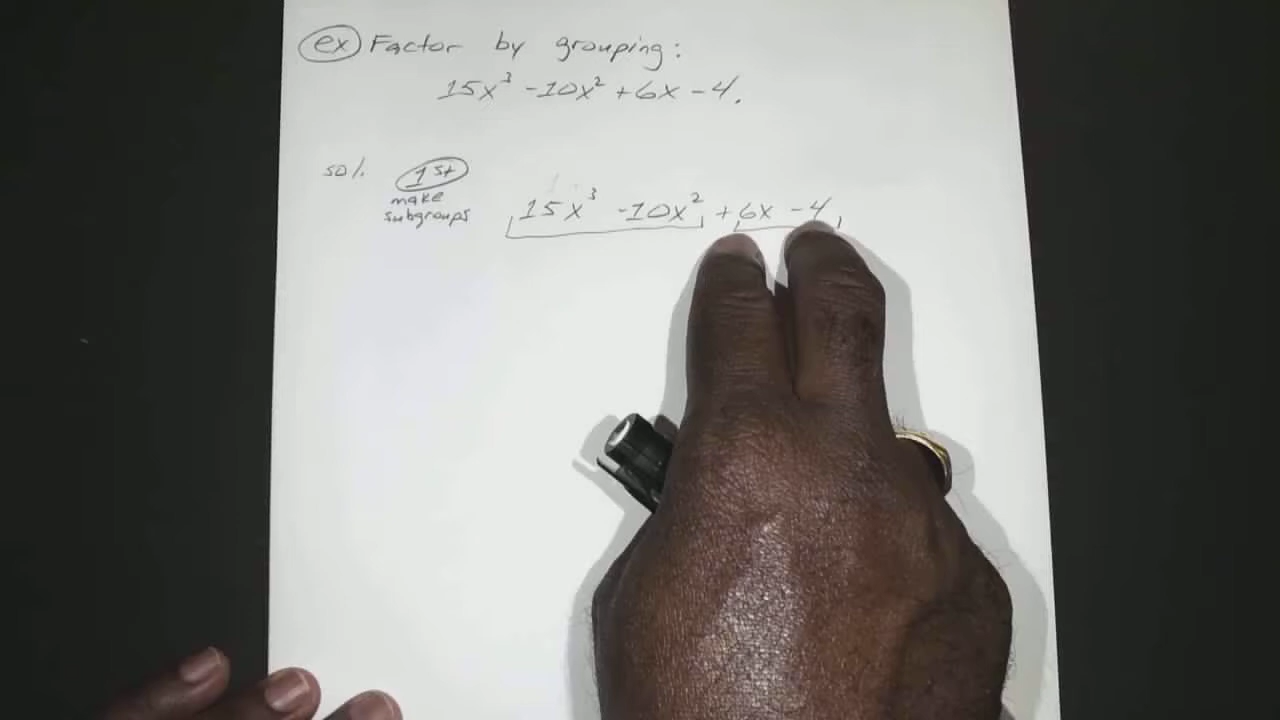 ex Factor by grouping:
15x³ -10x² +6x -4.
sol. 1st
make
subgroups
15x³ -10x² +6x -4